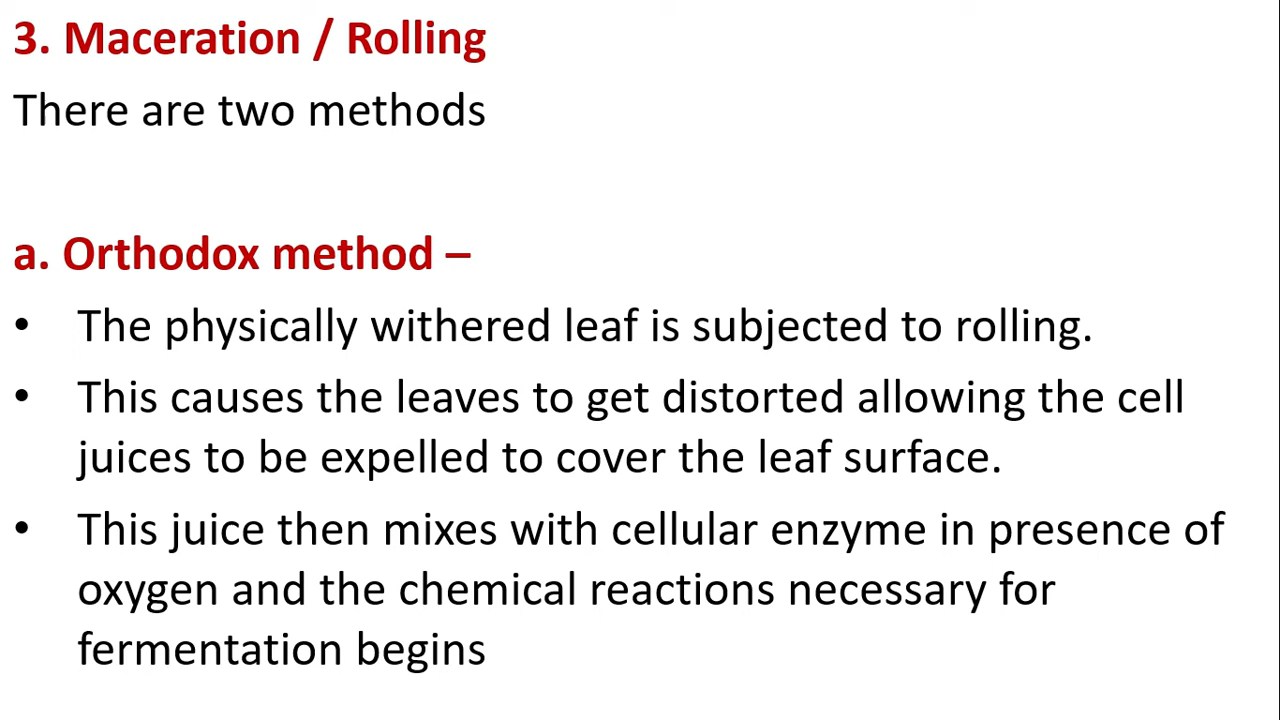 3. Maceration / Rolling
There are two methods
a. Orthodox method –
• The physically withered leaf is subjected to rolling.
• This causes the leaves to get distorted allowing the cell
juices to be expelled to cover the leaf surface.
• This juice then mixes with cellular enzyme in presence of
oxygen and the chemical reactions necessary for
fermentation begins